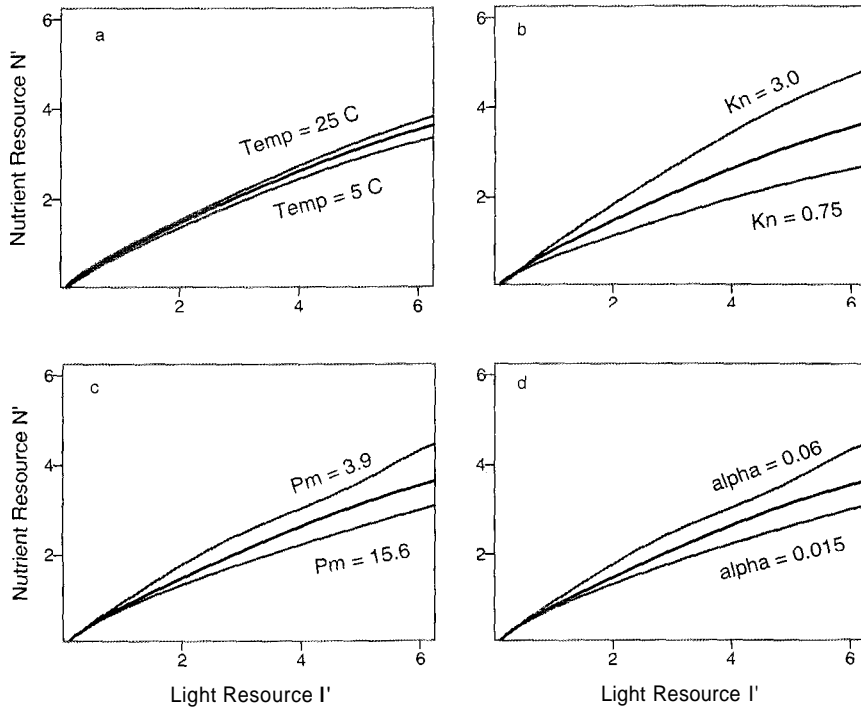 a
6
4
2
Temp = 25 C
Temp = 5 C
2
4
6
Nutrient Resource N'
b
6
4
2
Kn = 3.0
Kn = 0.75
2
4
6
c
6
4
2
Pm = 3.9
Pm = 15.6
2
4
6
Nutrient Resource N'
Light Resource I'
d
6
4
2
alpha = 0.06
alpha = 0.015
2
4
6
Light Resource I'